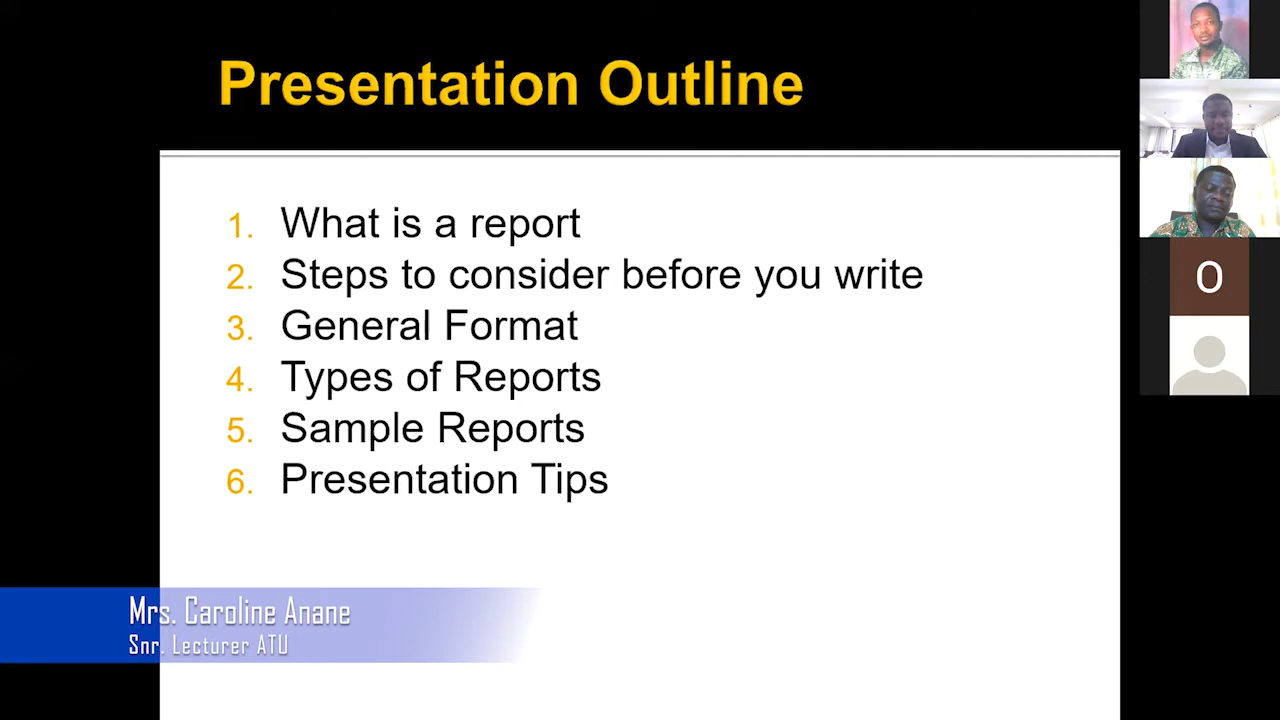 Presentation Outline
1. What is a report
2. Steps to consider before you write
3. General Format
4. Types of Reports
5. Sample Reports
6. Presentation Tips
Mrs. Caroline Anane
Snr. Lecturer ATU
O